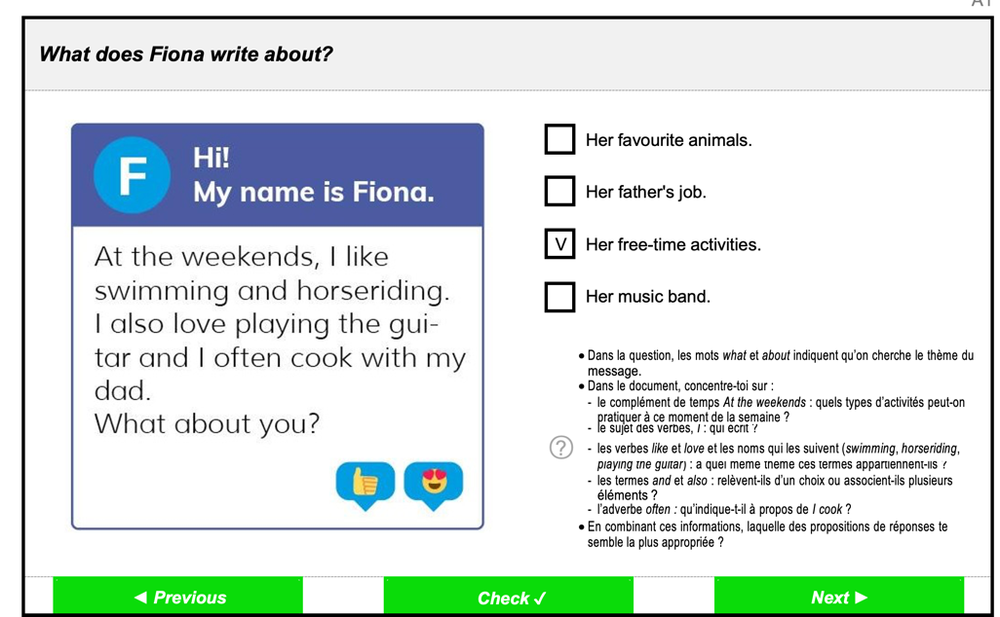 A1
What does Fiona write about?
F
Hi!
My name is Fiona.
At the weekends, I like
swimming and horseriding.
I also love playing the gui-
tar and I often cook with my
dad.
What about you?
Her favourite animals.
Her father's job.
V Her free-time activities.
Her music band.
● Dans la question, les mots what et about indiquent qu'on cherche le thème du
message.
● Dans le document, concentre-toi sur :
- le complément de temps At the weekends : quels types d'activités peut-on
pratiquer à ce moment de la semaine ?
- le sujet des verbes, I : qui écrit ?
?
- les verbes like et love et les noms qui les suivent (swimming, horseriding,
playing the guitar) : à quel même thème ces termes appartiennent-ils ?
- les termes and et also : relèvent-ils d'un choix ou associent-ils plusieurs
éléments ?
- l'adverbe often : qu'indique-t-il à propos de I cook ?
● En combinant ces informations, laquelle des propositions de réponses te
semble la plus appropriée ?
◄ Previous
Check ✓
Next ►